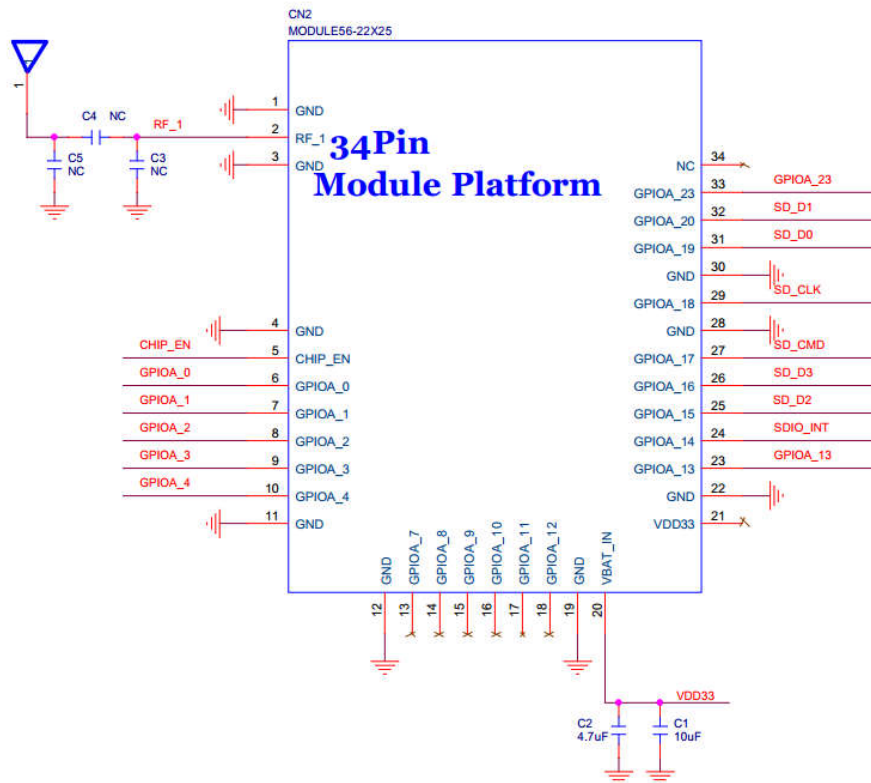 CN2
MODULE56-22X25
1
C4 NC
RF_1
C5
NC
C3
NC
34Pin
Module Platform
1 GND
2 RF_1
3 GND
4 GND
CHIP_EN 5 CHIP_EN
GPIOA_0 6 GPIOA_0
GPIOA_1 7 GPIOA_1
GPIOA_2 8 GPIOA_2
GPIOA_3 9 GPIOA_3
GPIOA_4 10 GPIOA_4
11 GND
NC 34
GPIOA_23 33 GPIOA_23
GPIOA_20 32 SD_D1
GPIOA_19 31 SD_D0
GND 30
GPIOA_18 29 SD_CLK
GND 28
GPIOA_17 27 SD_CMD
GPIOA_16 26 SD_D3
GPIOA_15 25 SD_D2
GPIOA_14 24 SDIO_INT
GPIOA_13 23 GPIOA_13
GND 22
VDD33 21
GND 12
GPIOA_7 13
GPIOA_8 14
GPIOA_9 15
GPIOA_10 16
GPIOA_11 17
GPIOA_12 18
GND 19
VBAT_IN 20
VDD33
C2
4.7uF
C1
10uF